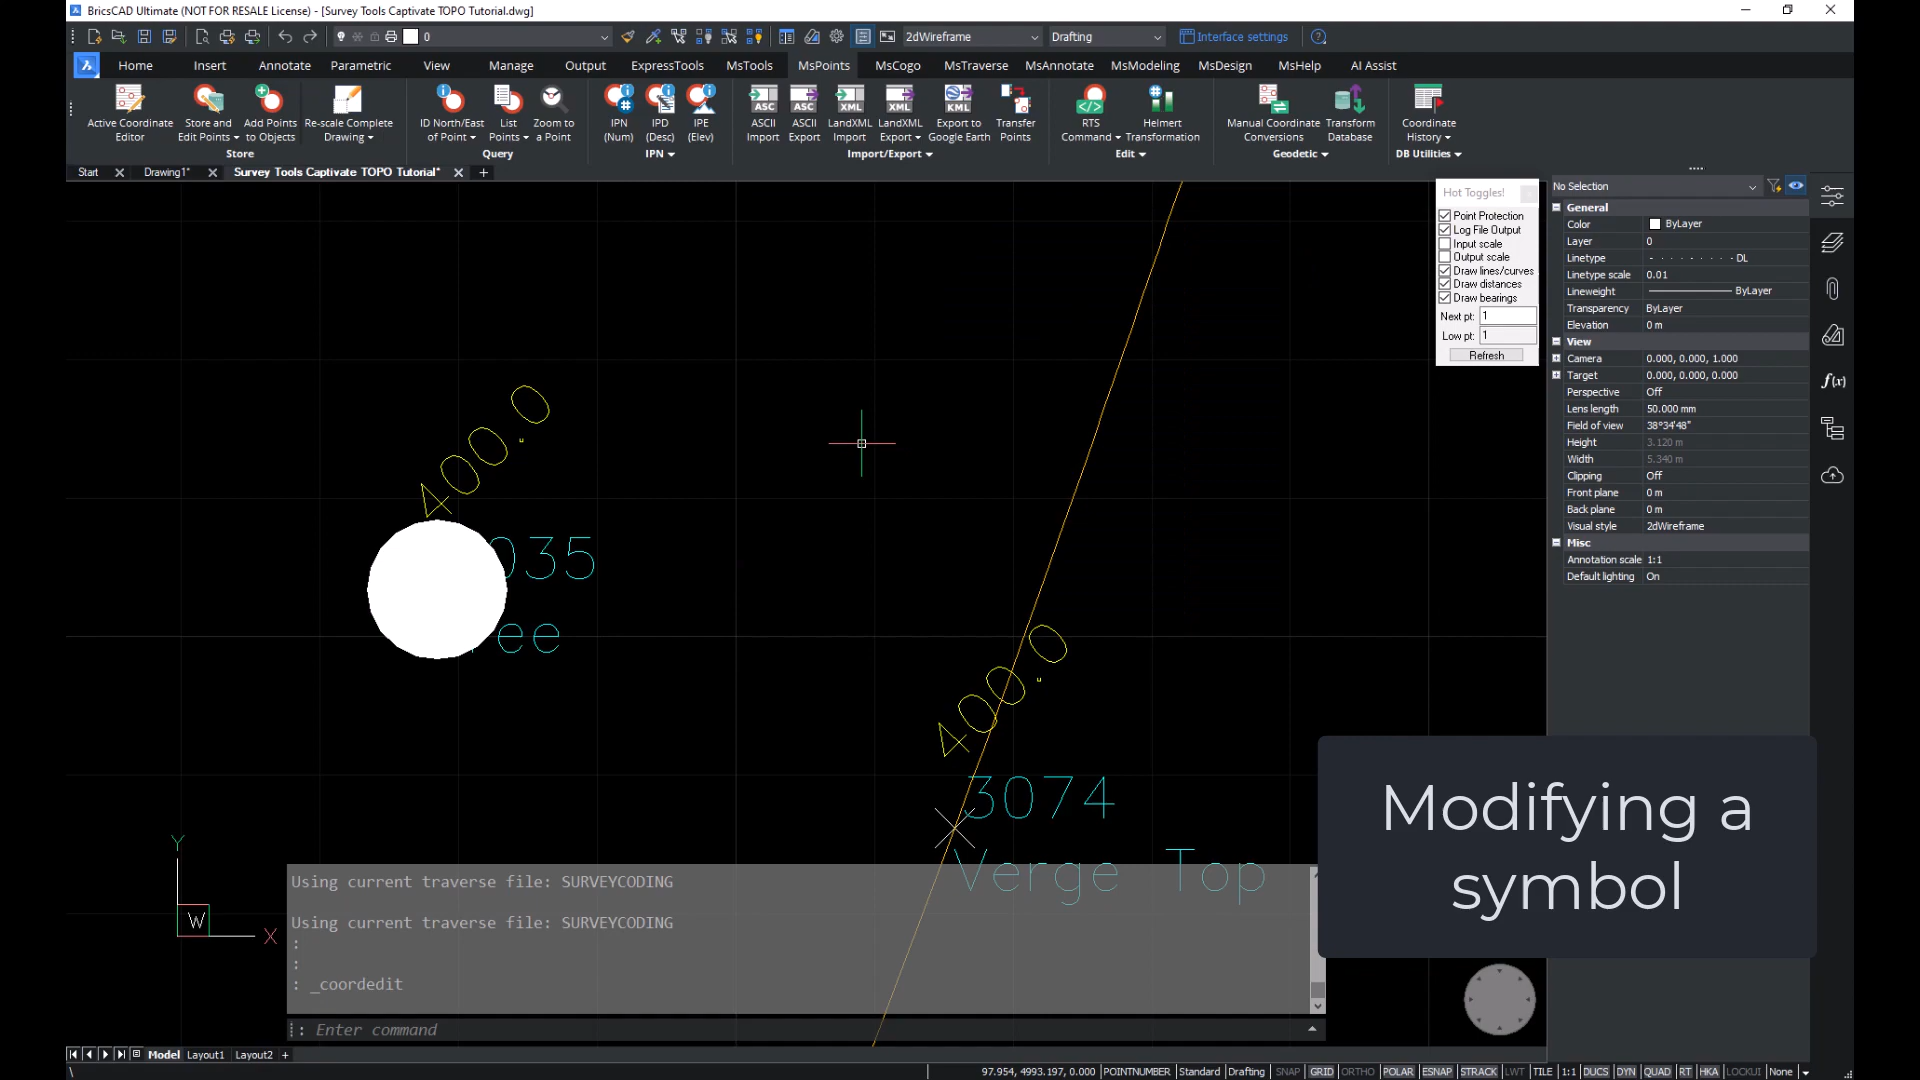 BricsCAD Ultimate (NOT FOR RESALE License) - [Survey Tools Captivate TOPO Tutorial.dwg]
0
2dWireframe
Drafting
Interface settings
Home Insert Annotate Parametric View Manage Output ExpressTools MsTools MsPoints MsCogo MsTraverse MsAnnotate MsModeling MsDesign MsHelp AI Assist
Active Coordinate Editor
Store and Edit Points
Add Points to Objects
Re-scale Complete Drawing
Store
ID North/East of Point
List Points
Zoom to a Point
Query
IPN (Num)
IPD (Desc)
IPE (Elev)
IPN
ASC
ASCII Import
ASC
ASCII Export
XML
LandXML Import
XML
LandXML Export
KML
Export to Google Earth
Transfer Points
Import/Export
RTS Command
Helmert Transformation
Edit
Manual Coordinate Conversions
Transform Database
Geodetic
Coordinate History
DB Utilities
Start
Drawing1*
Survey Tools Captivate TOPO Tutorial*
Hot Toggles!
Point Protection
Log File Output
Input scale
Output scale
Draw lines/curves
Draw distances
Draw bearings
Next pt: 1
Low pt: 1
Refresh
No Selection
General
Color ByLayer
Layer 0
Linetype DL
Linetype scale 0.01
Lineweight ByLayer
Transparency ByLayer
Elevation 0 m
View
Camera 0.000, 0.000, 1.000
Target 0.000, 0.000, 0.000
Perspective Off
Lens length 50.000 mm
Field of view 38°34'48"
Height 3.120 m
Width 5.340 m
Clipping Off
Front plane 0 m
Back plane 0 m
Visual style 2dWireframe
Misc
Annotation scale 1:1
Default lighting On
f(x)
400.0
035
ee
400.0
3074
Verge Top
Y
W
X
Using current traverse file: SURVEYCODING
Using current traverse file: SURVEYCODING
:
:
: _coordedit
: Enter command
Modifying a
symbol
Model Layout1 Layout2 +
97.954, 4993.197, 0.000 POINTNUMBER Standard Drafting SNAP GRID ORTHO POLAR ESNAP STRACK LWT TILE 1:1 DUCS DYN QUAD RT HKA LOCKUI None